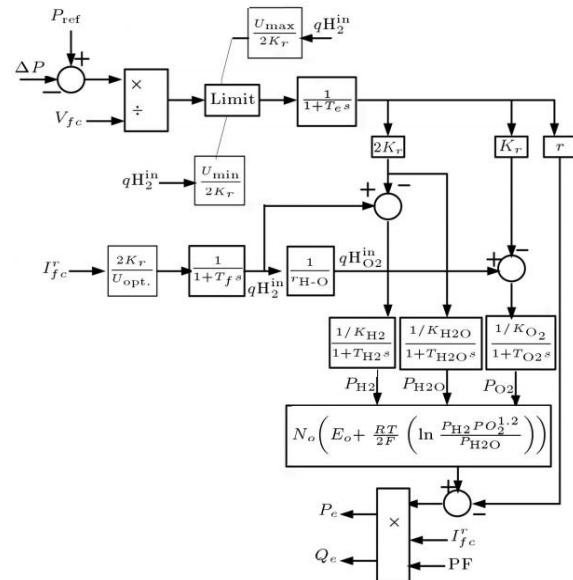 P_ref
U_max / 2K_r
qH_2^in
ΔP
+
−
×
÷
V_fc
Limit
1 / 1+T_e s
2K_r
K_r
r
qH_2^in
U_min / 2K_r
+
−
I_fc^r
2K_r / U_opt.
1 / 1+T_f s
qH_2^in
1 / r_H-O
qH_O2^in
+
−
1/K_H2 / 1+T_H2 s
1/K_H2O / 1+T_H2O s
1/K_O_2 / 1+T_O2 s
P_H2
P_H2O
P_O2
N_o(E_o + RT/2F (ln P_H2 PO_2^1.2 / P_H2O))
+
−
P_e
×
I_fc^r
Q_e
PF